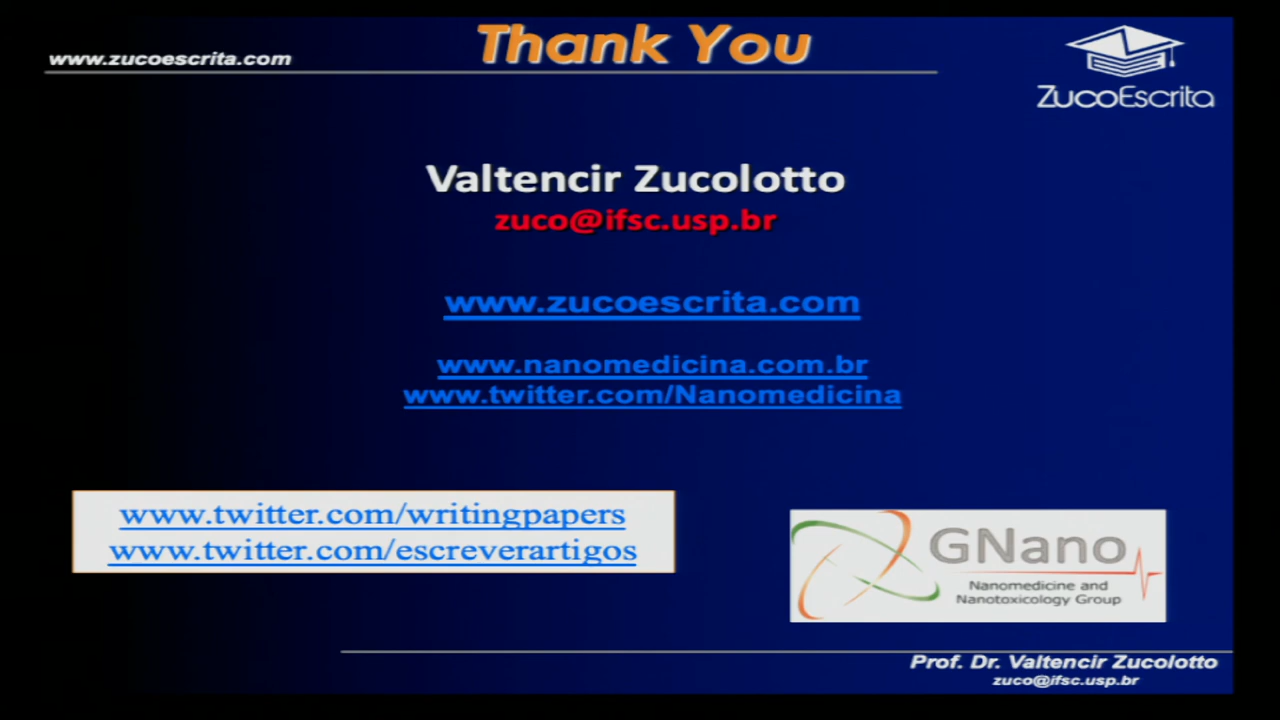 www.zucoescrita.com
Thank You
ZucoEscrita
Valtencir Zucolotto
zuco@ifsc.usp.br
www.zucoescrita.com
www.nanomedicina.com.br
www.twitter.com/Nanomedicina
www.twitter.com/writingpapers
www.twitter.com/escreverartigos
GNano
Nanomedicine and
Nanotoxicology Group
Prof. Dr. Valtencir Zucolotto
zuco@ifsc.usp.br